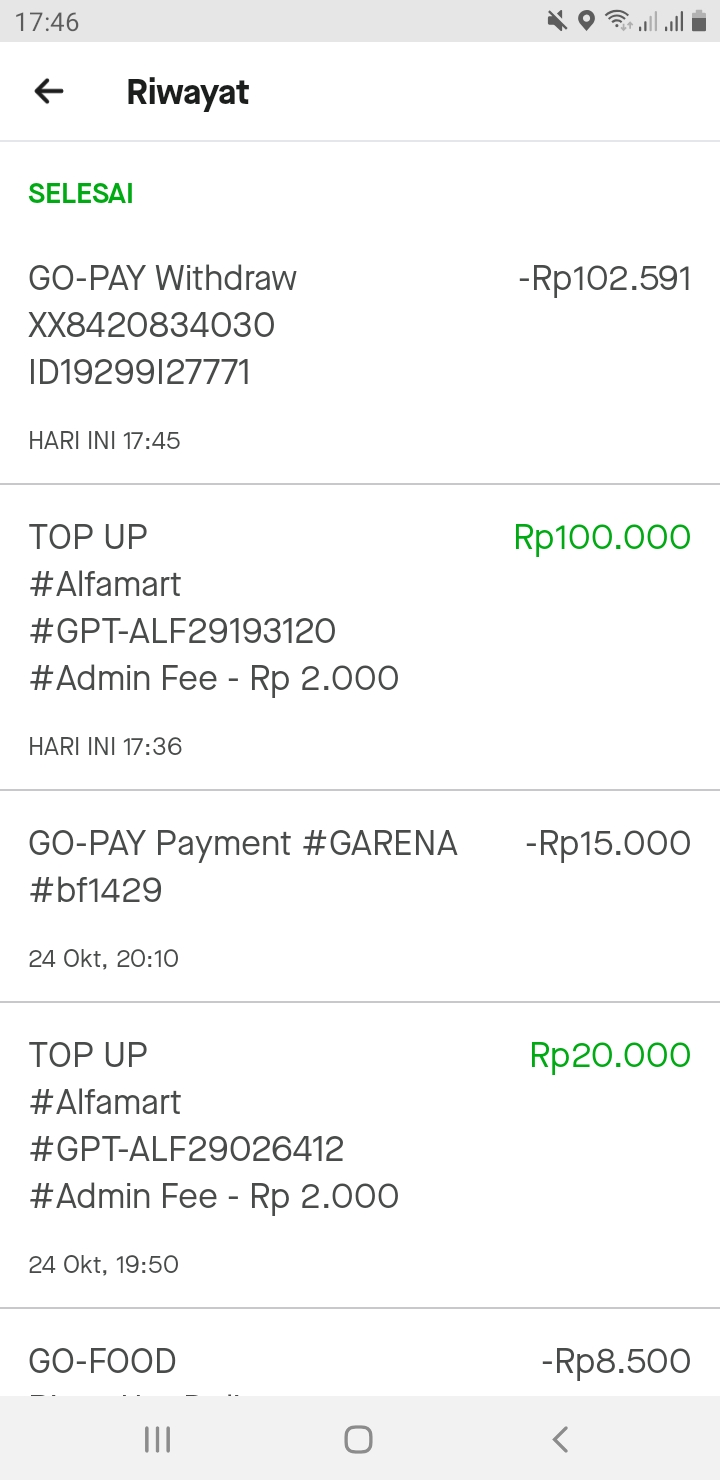 17:46
Riwayat
SELESAI
GO-PAY Withdraw -Rp102.591
XX8420834030
ID19299I27771
HARI INI 17:45
TOP UP Rp100.000
#Alfamart
#GPT-ALF29193120
#Admin Fee - Rp 2.000
HARI INI 17:36
GO-PAY Payment #GARENA -Rp15.000
#bf1429
24 Okt, 20:10
TOP UP Rp20.000
#Alfamart
#GPT-ALF29026412
#Admin Fee - Rp 2.000
24 Okt, 19:50
GO-FOOD -Rp8.500